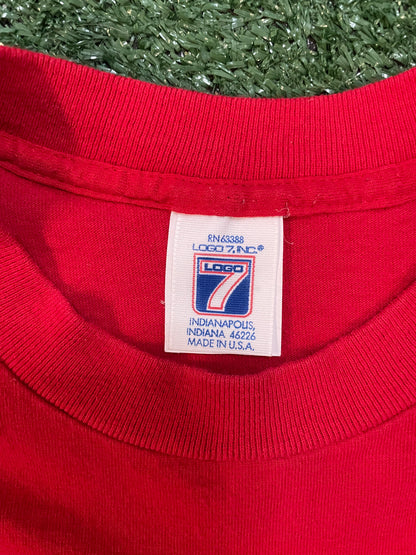 RN 63388
LOGO 7, INC.®
LOGO
7
INDIANAPOLIS,
INDIANA 46226
MADE IN U.S.A.